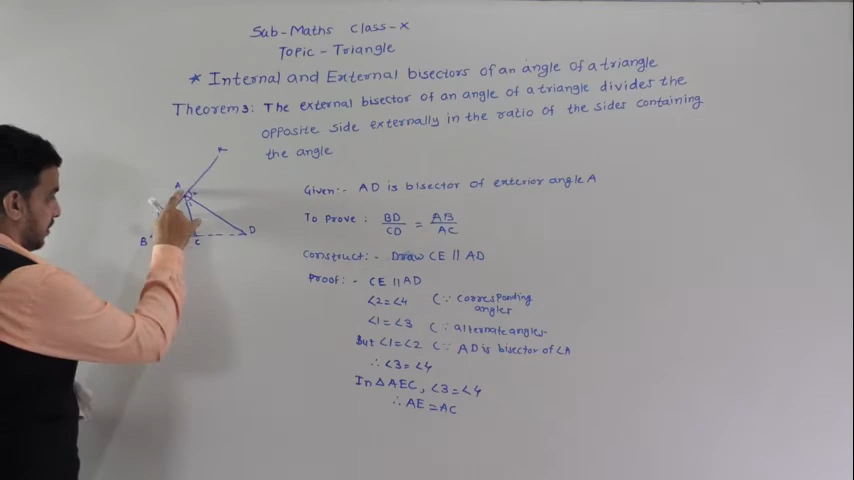 Sub-Maths Class-X
Topic - Triangle
* Internal and External bisectors of an angle of a triangle
Theorem 3: The external bisector of an angle of a triangle divides the
opposite side externally in the ratio of the sides containing
the angle
A
B
C
D
Given:- AD is bisector of exterior angle A
To Prove : BD/CD = AB/AC
Construct:- Draw CE || AD
Proof:- CE || AD
∠2=∠4 (∵ corresponding
angles
∠1=∠3 (∵ alternate angles
But ∠1=∠2 (∵ AD is bisector of ∠A
∴ ∠3=∠4
In ΔAEC, ∠3=∠4
∴ AE=AC